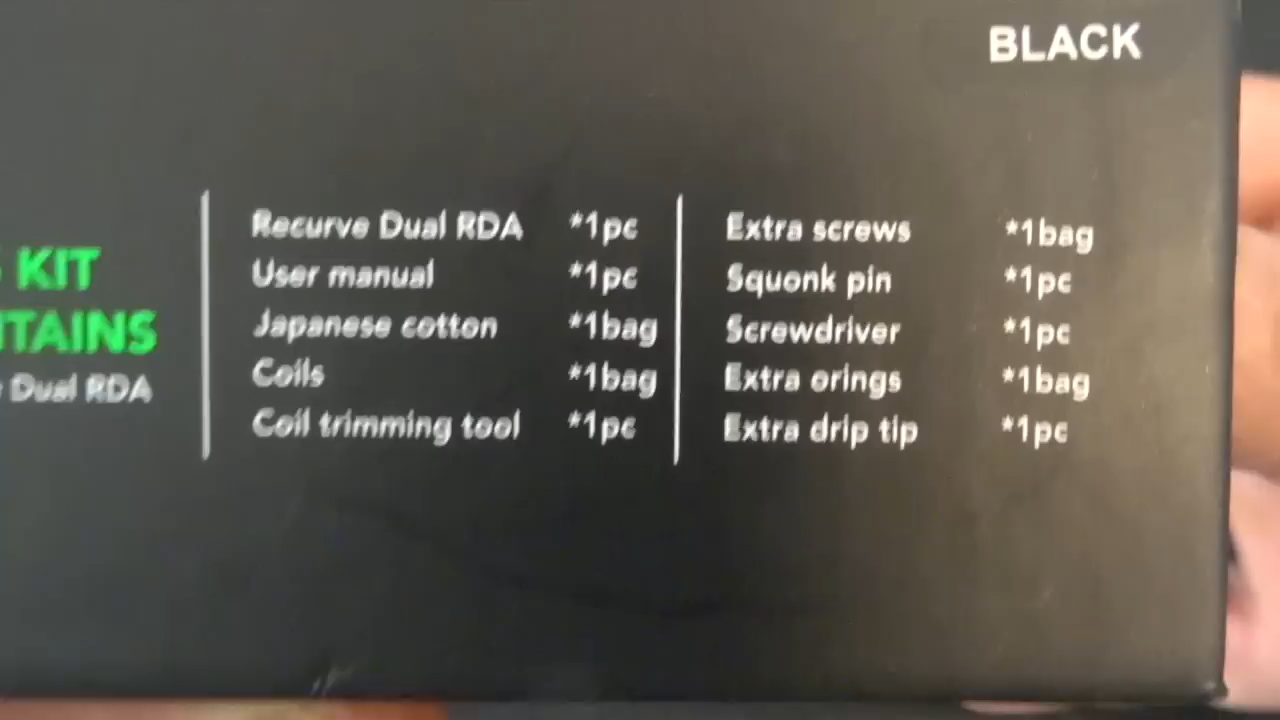 BLACK
KIT
Dual RDA
Recurve Dual RDA *1pc
User manual *1pc
Japanese cotton *1bag
Coils *1bag
Coil trimming tool *1pc
Extra screws *1bag
Squonk pin *1pc
Screwdriver *1pc
Extra orings *1bag
Extra drip tip *1pc